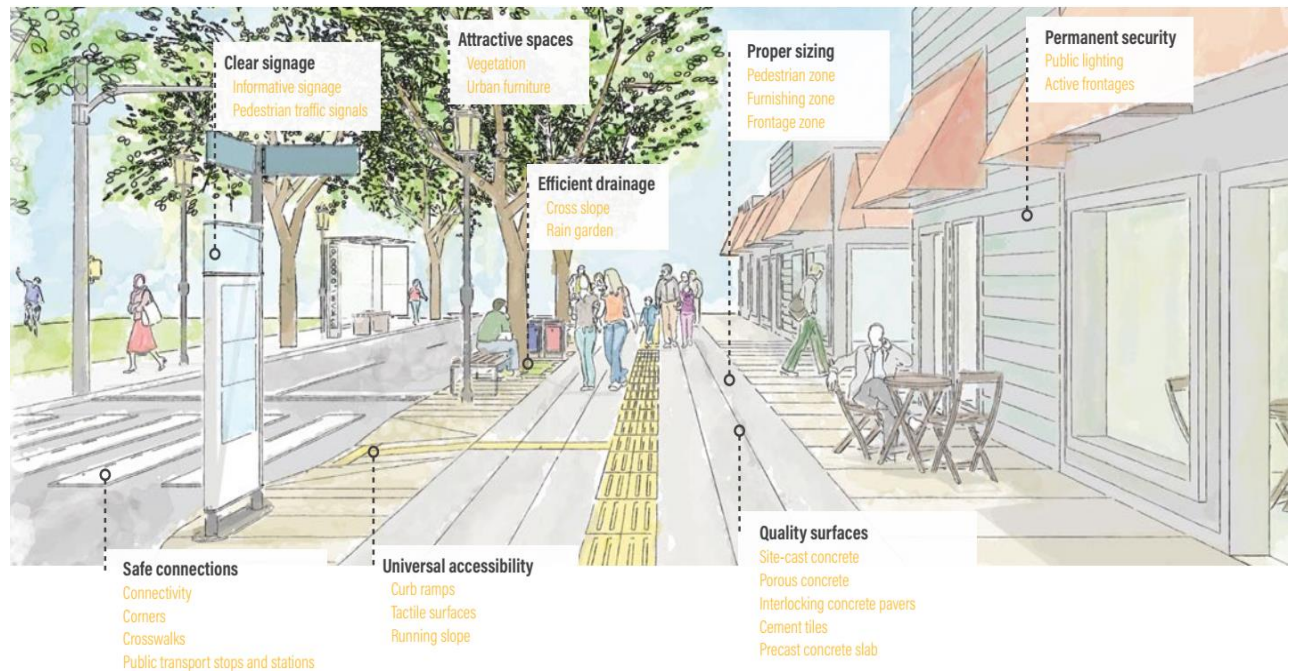 Clear signage
Informative signage
Pedestrian traffic signals
Attractive spaces
Vegetation
Urban furniture
Efficient drainage
Cross slope
Rain garden
Proper sizing
Pedestrian zone
Furnishing zone
Frontage zone
Permanent security
Public lighting
Active frontages
Safe connections
Connectivity
Corners
Crosswalks
Public transport stops and stations
Universal accessibility
Curb ramps
Tactile surfaces
Running slope
Quality surfaces
Site-cast concrete
Porous concrete
Interlocking concrete pavers
Cement tiles
Precast concrete slab